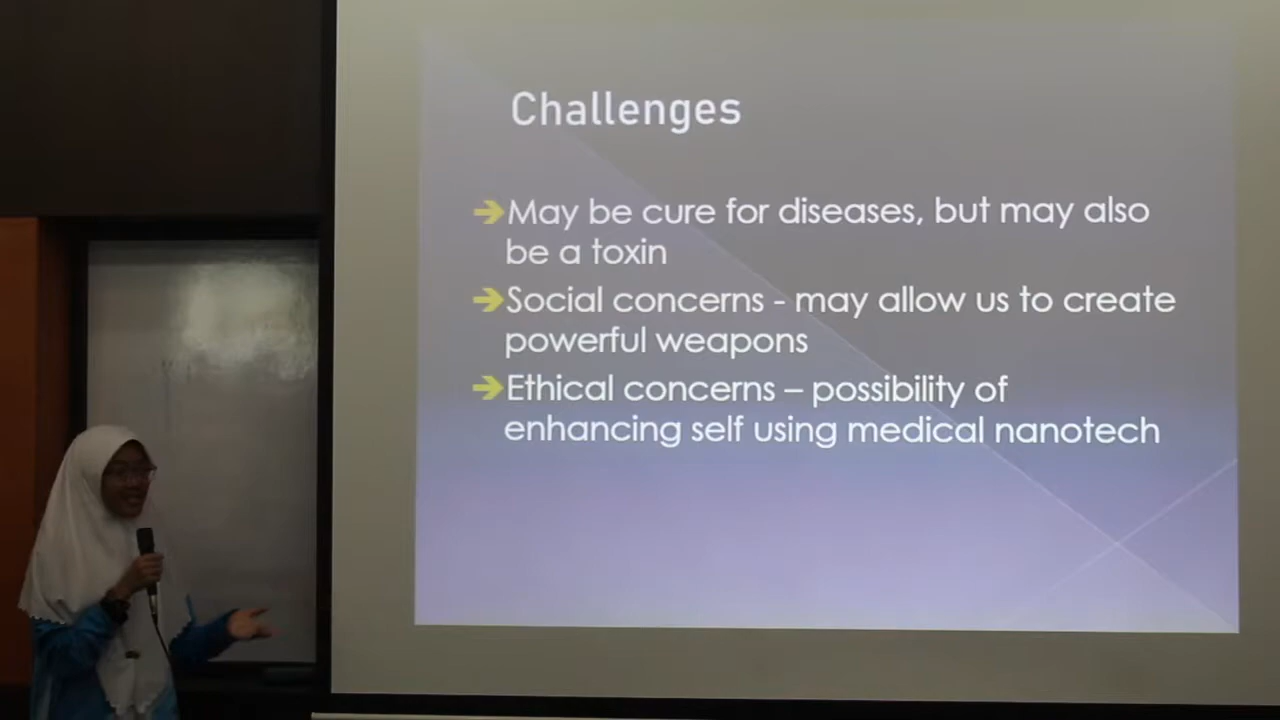 Challenges
➔May be cure for diseases, but may also
be a toxin
➔Social concerns - may allow us to create
powerful weapons
➔Ethical concerns – possibility of
enhancing self using medical nanotech